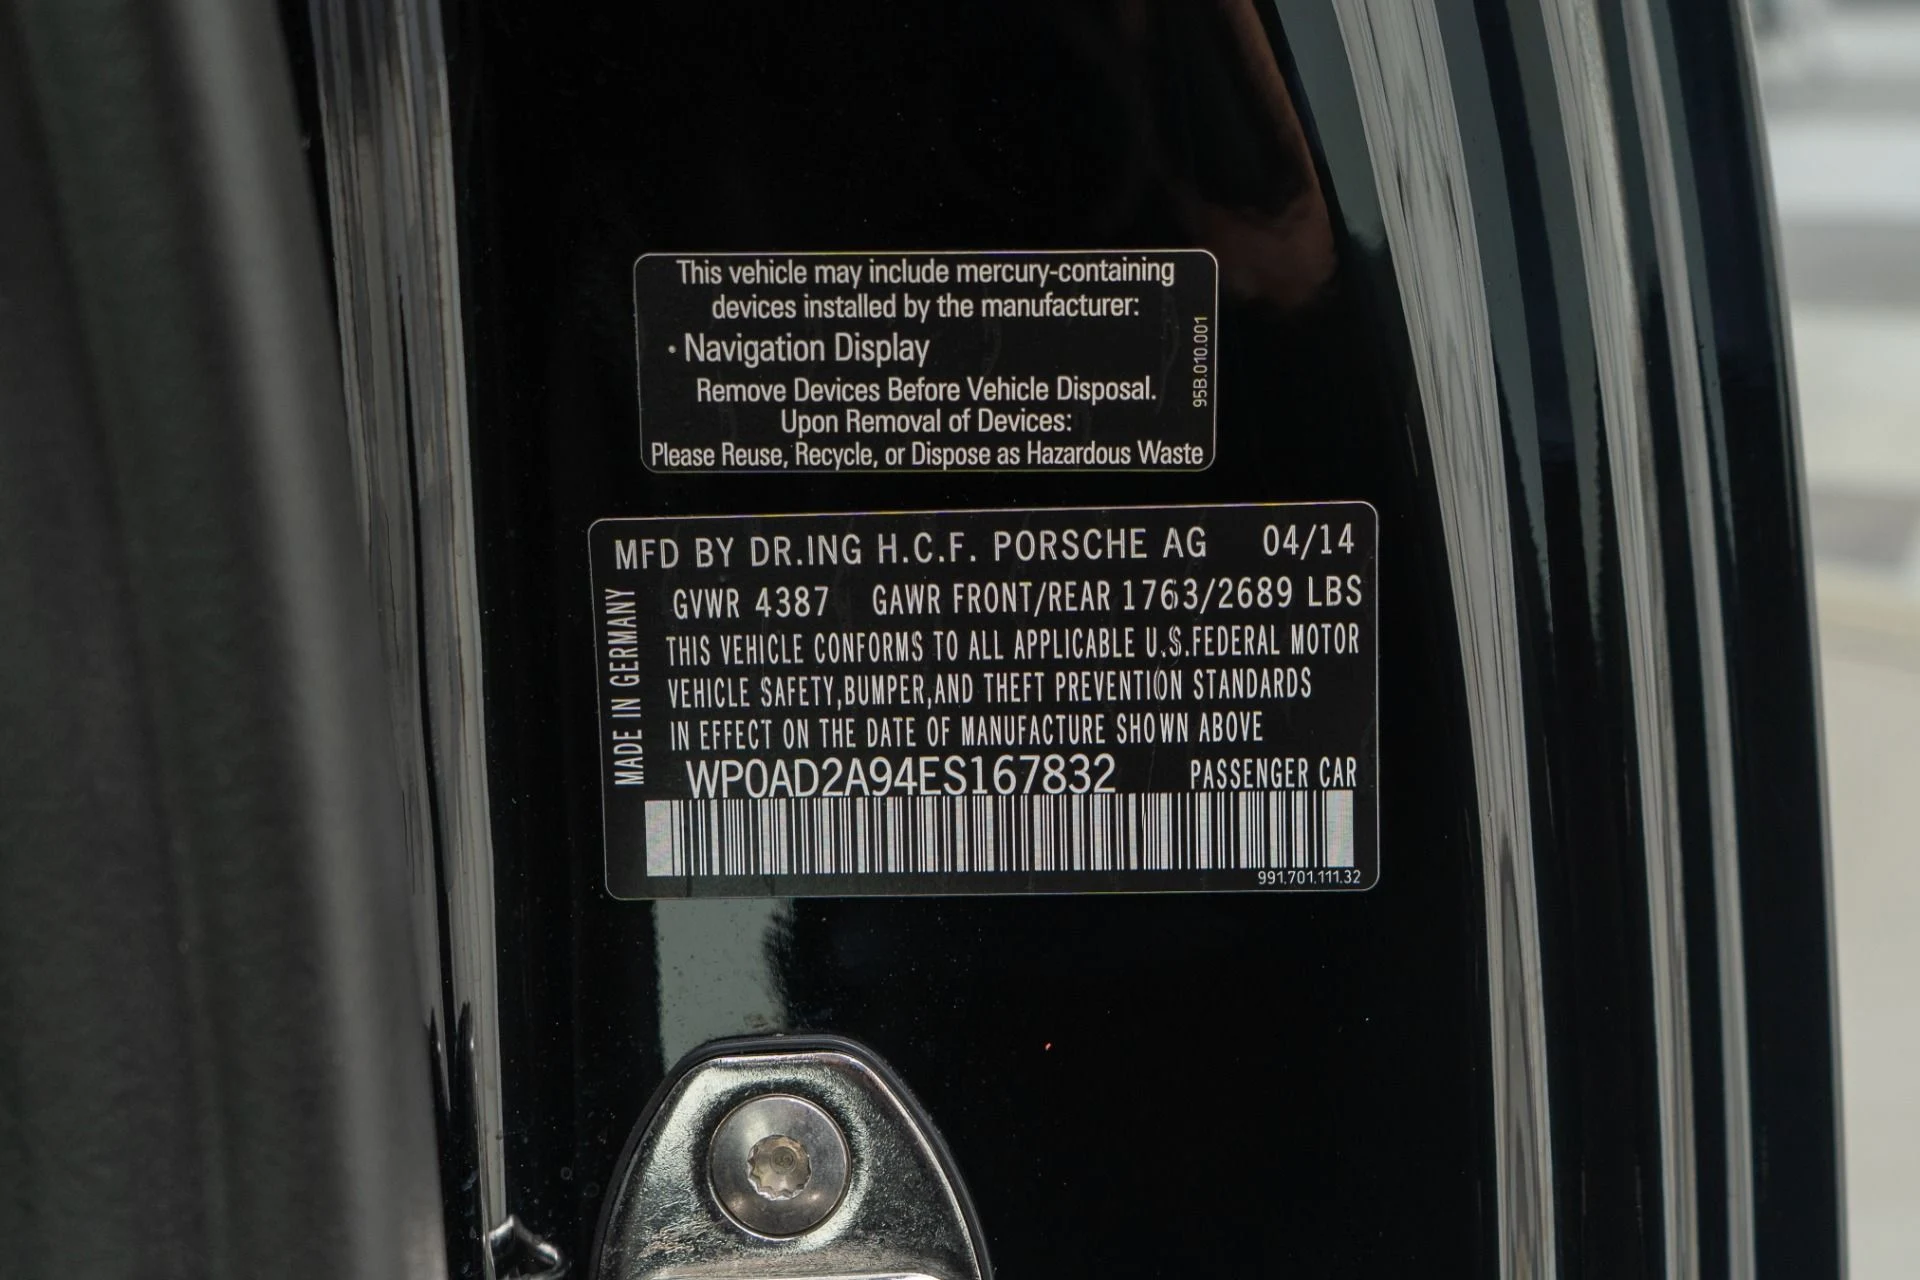 This vehicle may include mercury-containing
devices installed by the manufacturer:
• Navigation Display
Remove Devices Before Vehicle Disposal.
Upon Removal of Devices:
Please Reuse, Recycle, or Dispose as Hazardous Waste
95B.010.001
MFD BY DR.ING H.C.F. PORSCHE AG 04/14
GVWR 4387 GAWR FRONT/REAR 1763/2689 LBS
THIS VEHICLE CONFORMS TO ALL APPLICABLE U.S.FEDERAL MOTOR
VEHICLE SAFETY,BUMPER,AND THEFT PREVENTION STANDARDS
IN EFFECT ON THE DATE OF MANUFACTURE SHOWN ABOVE
WP0AD2A94ES167832 PASSENGER CAR
991.701.111.32
MADE IN GERMANY